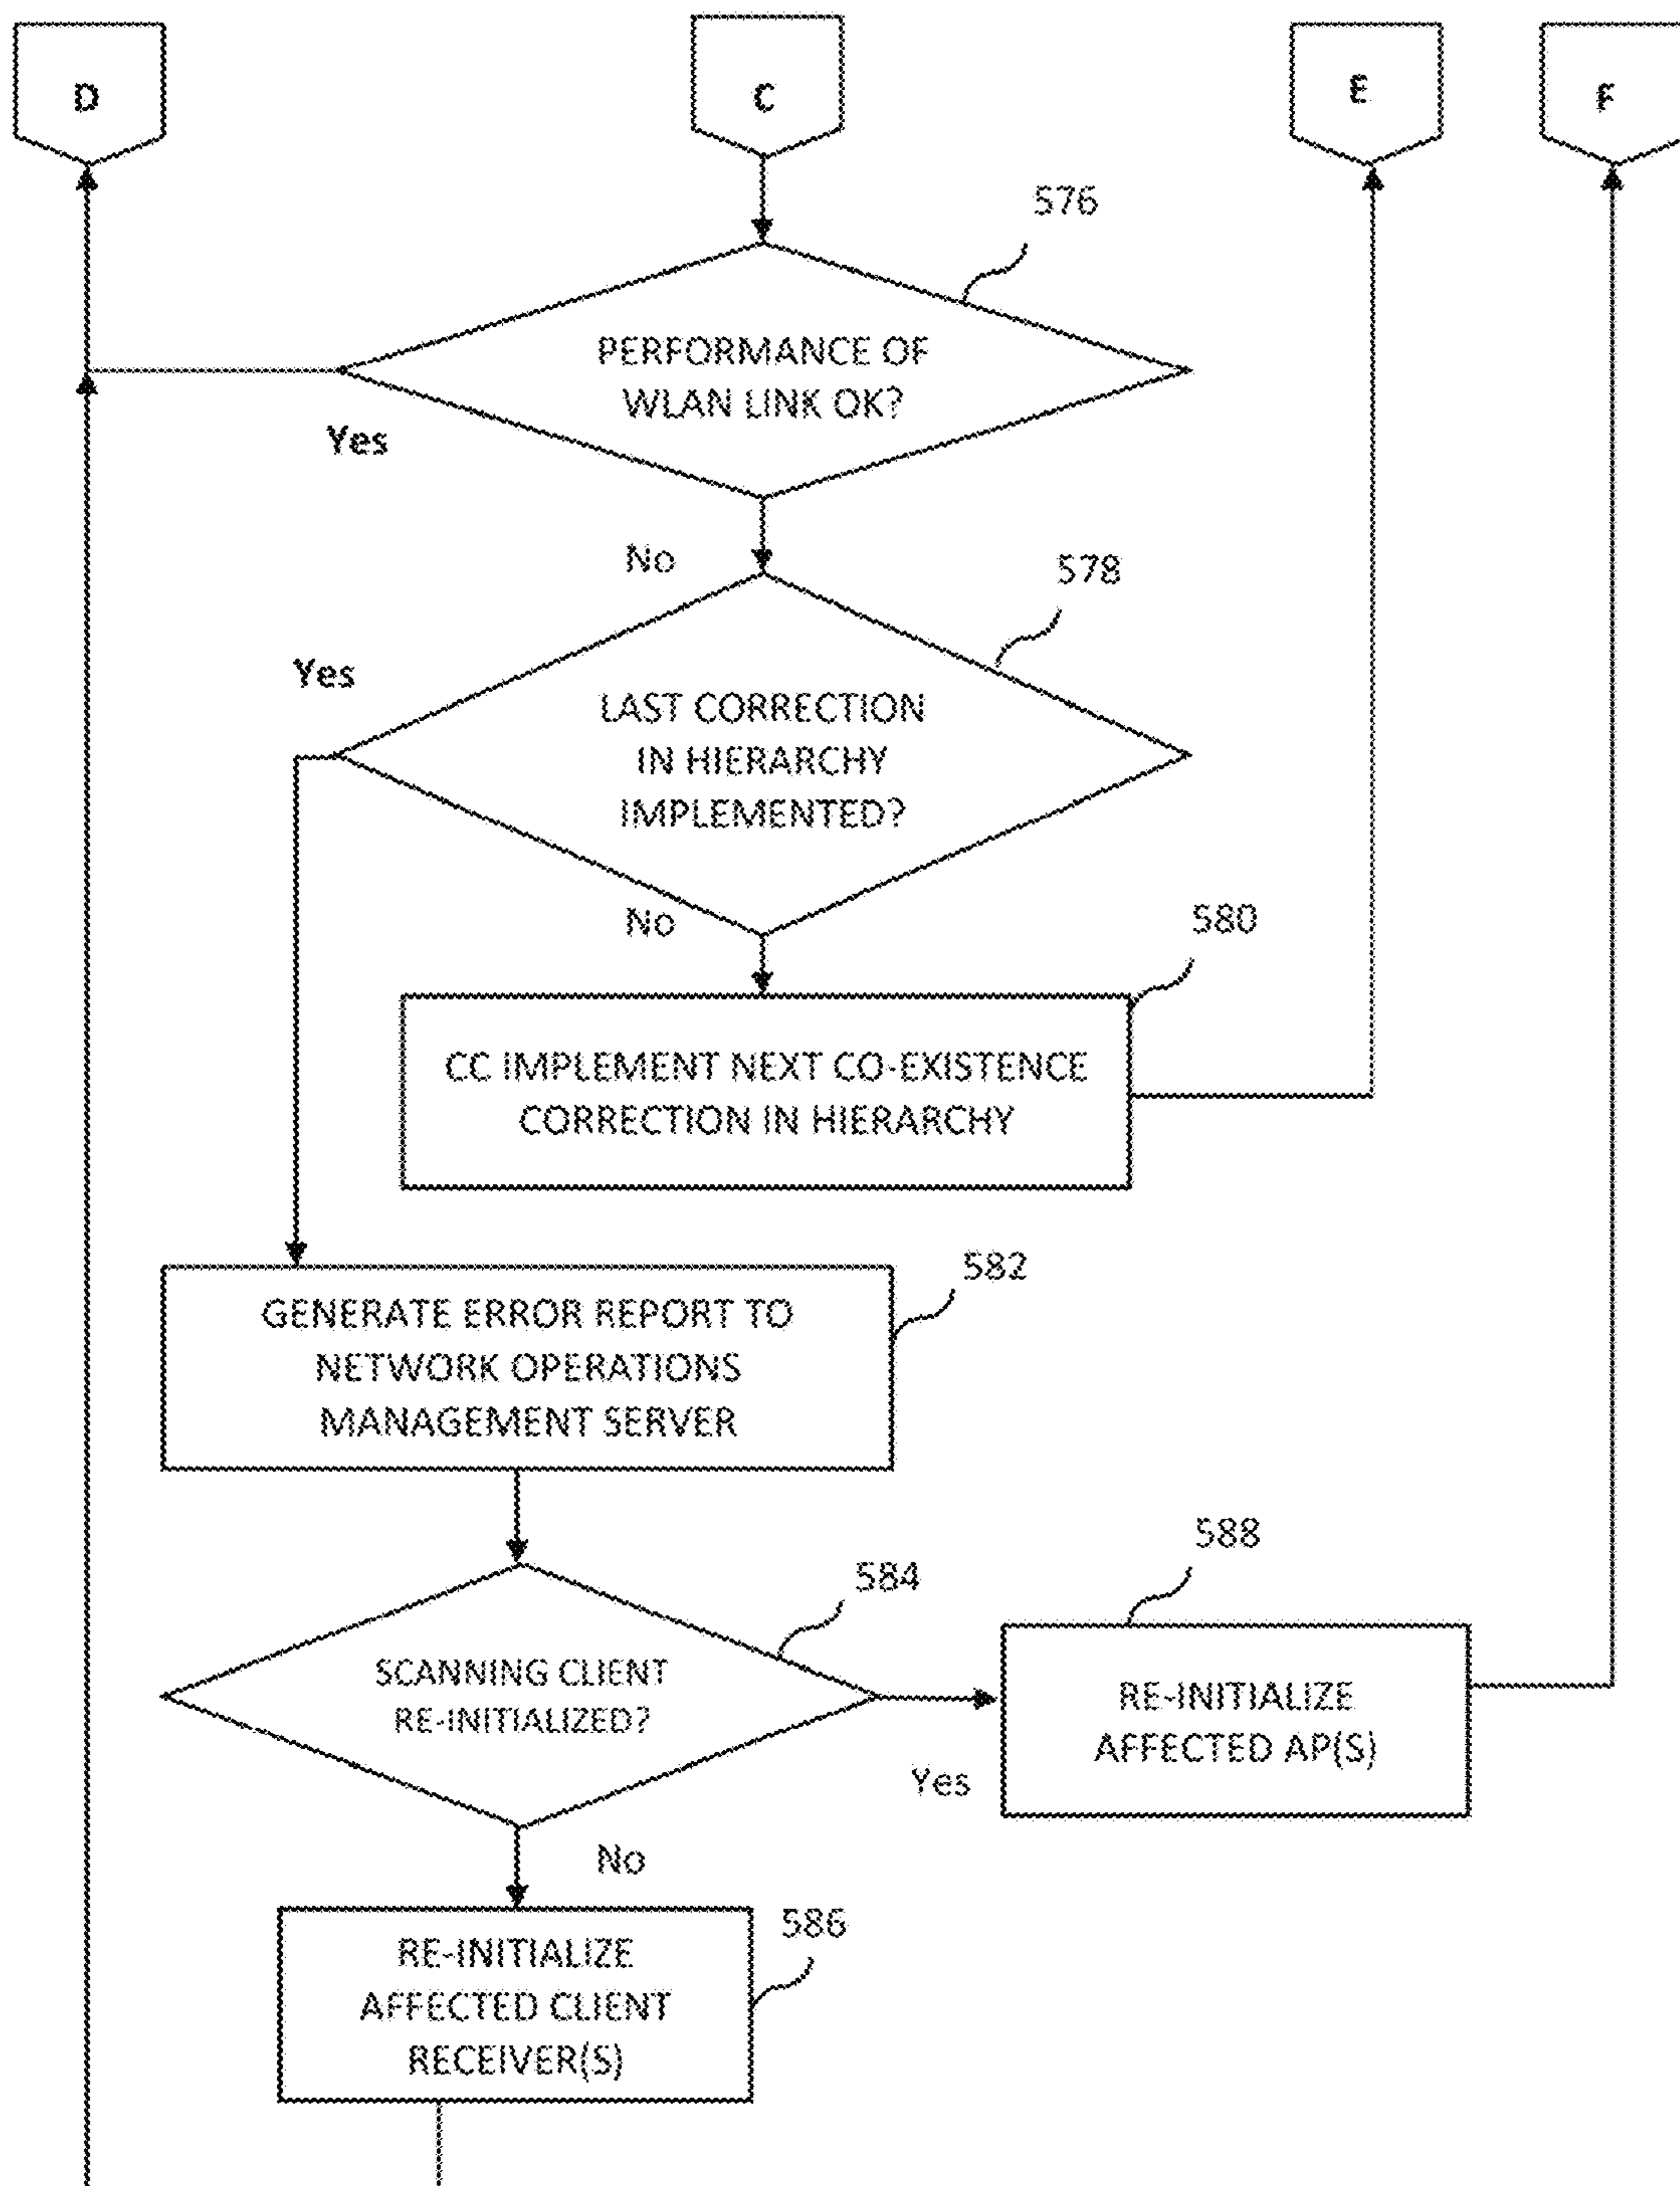 D
C
E
F
576
PERFORMANCE OF
WLAN LINK OK?
Yes
No
578
Yes
LAST CORRECTION
IN HIERARCHY
IMPLEMENTED?
No
580
CC IMPLEMENT NEXT CO-EXISTENCE
CORRECTION IN HIERARCHY
582
GENERATE ERROR REPORT TO
NETWORK OPERATIONS
MANAGEMENT SERVER
588
584
SCANNING CLIENT
RE-INITIALIZED?
RE-INITIALIZE
AFFECTED AP(S)
Yes
No
586
RE-INITIALIZE
AFFECTED CLIENT
RECEIVER(S)